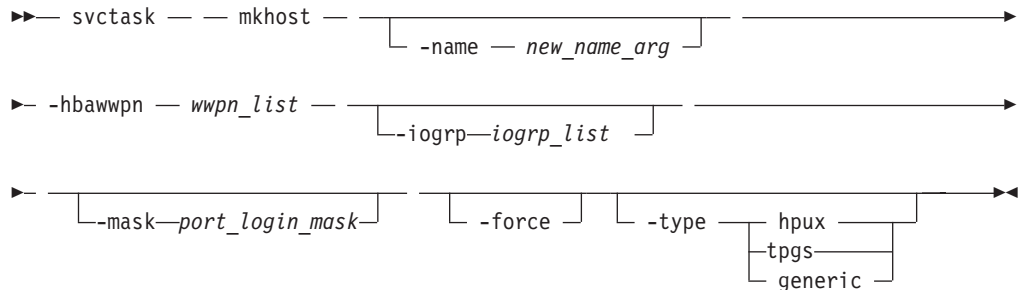 svctask mkhost
-name new_name_arg
-hbawwpn wwpn_list
-iogrp iogrp_list
-mask port_login_mask -force -type hpux
tpgs
generic